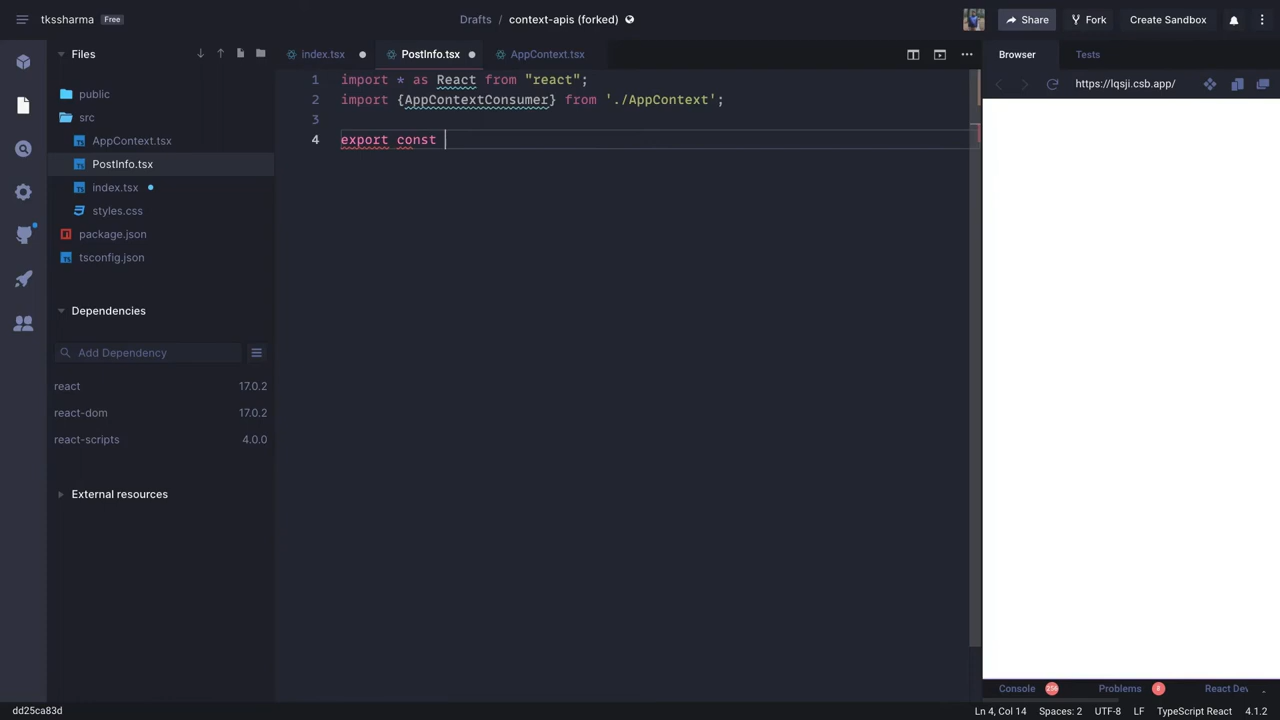 tkssharma Free
Drafts / context-apis (forked)
Share
Fork
Create Sandbox
Files
public
src
AppContext.tsx
PostInfo.tsx
index.tsx
styles.css
package.json
tsconfig.json
Dependencies
Add Dependency
react 17.0.2
react-dom 17.0.2
react-scripts 4.0.0
External resources
index.tsx
PostInfo.tsx
AppContext.tsx
1 import * as React from "react";
2 import {AppContextConsumer} from './AppContext';
3
4 export const
Browser
Tests
https://lqsji.csb.app/
Console 256
Problems 3
React Dev
dd25ca83d
Ln 4, Col 14
Spaces: 2
UTF-8
LF
TypeScript React
4.1.2